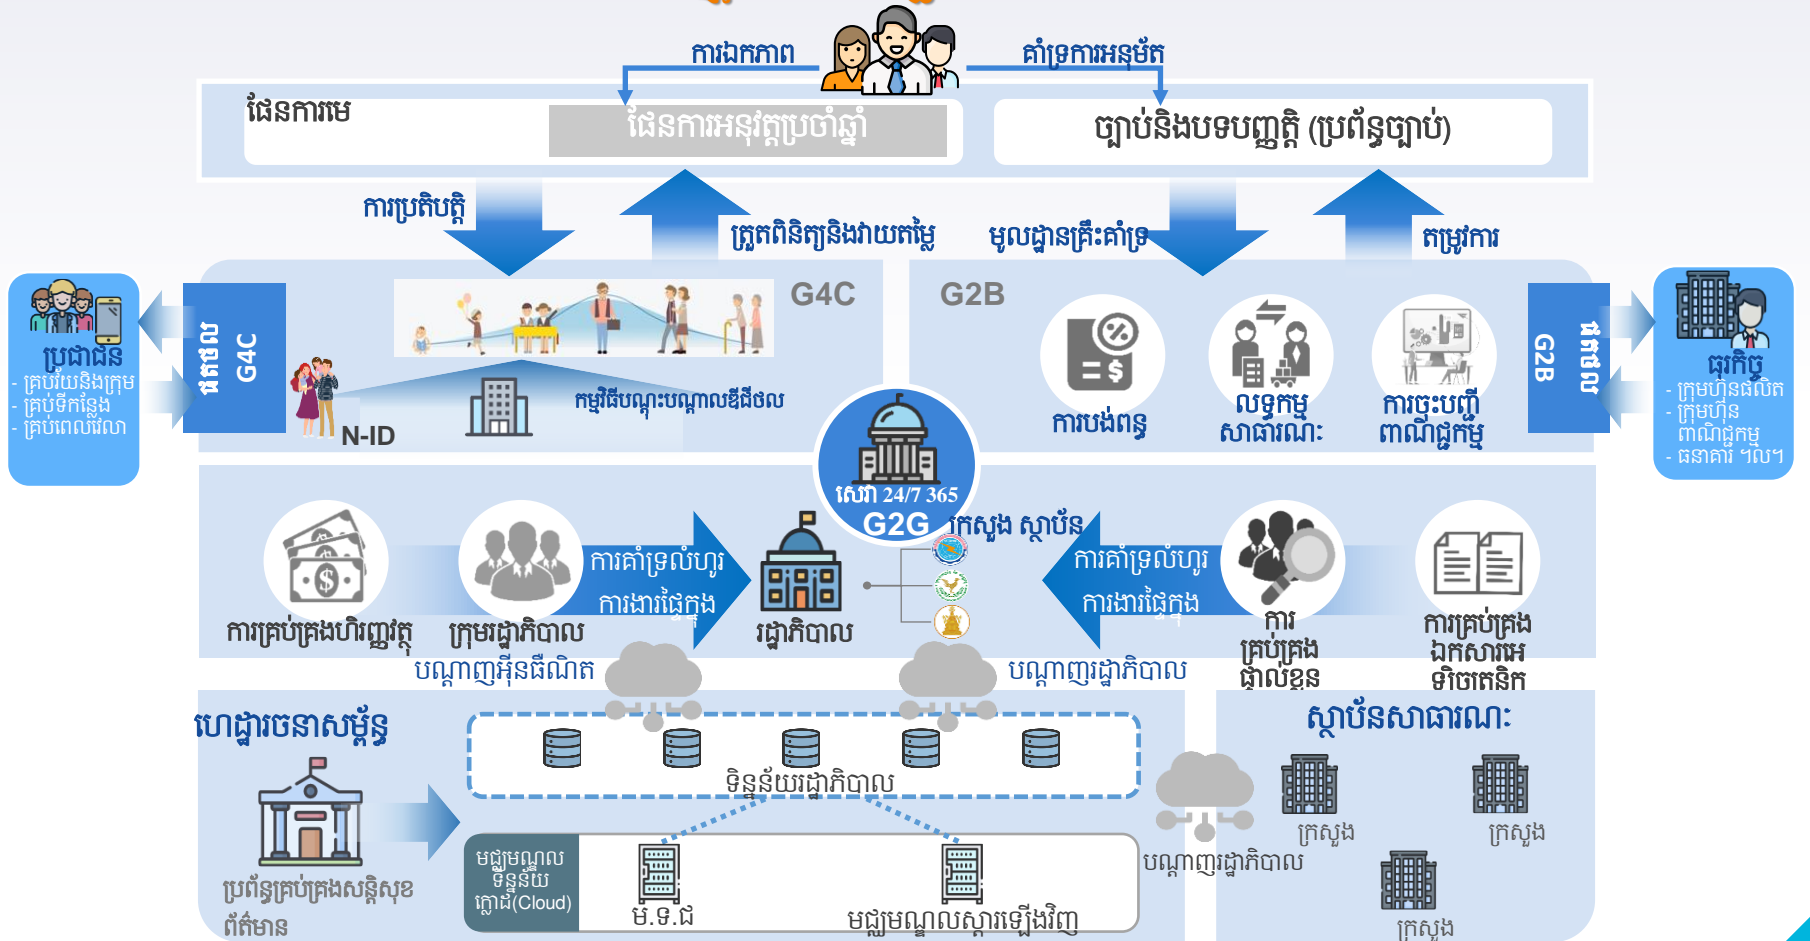 ការឯកភាព
គាំទ្រការអនុម័ត
ផែនការមេ
ផែនការអនុវត្តប្រចាំឆ្នាំ
ច្បាប់និងបទបញ្ញត្តិ (ប្រព័ន្ធច្បាប់)
ការប្រតិបត្តិ
ត្រួតពិនិត្យនិងវាយតម្លៃ
មូលដ្ឋានគ្រឹះគាំទ្រ
តម្រូវការ
G4C
G2B
ផតថល
G4C
ប្រជាជន
- គ្រប់វ័យនិងក្រុម
- គ្រប់ទីកន្លែង
- គ្រប់ពេលវេលា
N-ID
កម្មវិធីបណ្តុះបណ្តាលឌីជីថល
ការបង់ពន្ធ
លទ្ធកម្ម
សាធារណៈ
ការចុះបញ្ជី
ពាណិជ្ជកម្ម
ផតថល
G2B
ធុរកិច្ច
- ក្រុមហ៊ុនផលិត
- ក្រុមហ៊ុន
ពាណិជ្ជកម្ម
- ធនាគារ ។ល។
សេវា 24/7 365
G2G
ក្រសួង ស្ថាប័ន
ការគ្រប់គ្រងហិរញ្ញវត្ថុ
ក្រុមរដ្ឋាភិបាល
ការគាំទ្រលំហូរ
ការងារផ្ទៃក្នុង
រដ្ឋាភិបាល
ការគាំទ្រលំហូរ
ការងារផ្ទៃក្នុង
ការ
គ្រប់គ្រង
ផ្ទាល់ខ្លួន
ការគ្រប់គ្រង
ឯកសារអេ
ឡិចត្រូនិក
បណ្តាញអ៊ីនធឺណិត
បណ្តាញរដ្ឋាភិបាល
ហេដ្ឋារចនាសម្ព័ន្ធ
ទិន្នន័យរដ្ឋាភិបាល
ប្រព័ន្ធគ្រប់គ្រងសន្តិសុខ
ព័ត៌មាន
មជ្ឈមណ្ឌល
ទិន្នន័យ
ក្លោដ(Cloud)
ម.ទ.ជ
មជ្ឈមណ្ឌលស្តារឡើងវិញ
បណ្តាញរដ្ឋាភិបាល
ស្ថាប័នសាធារណៈ
ក្រសួង
ក្រសួង
ក្រសួង